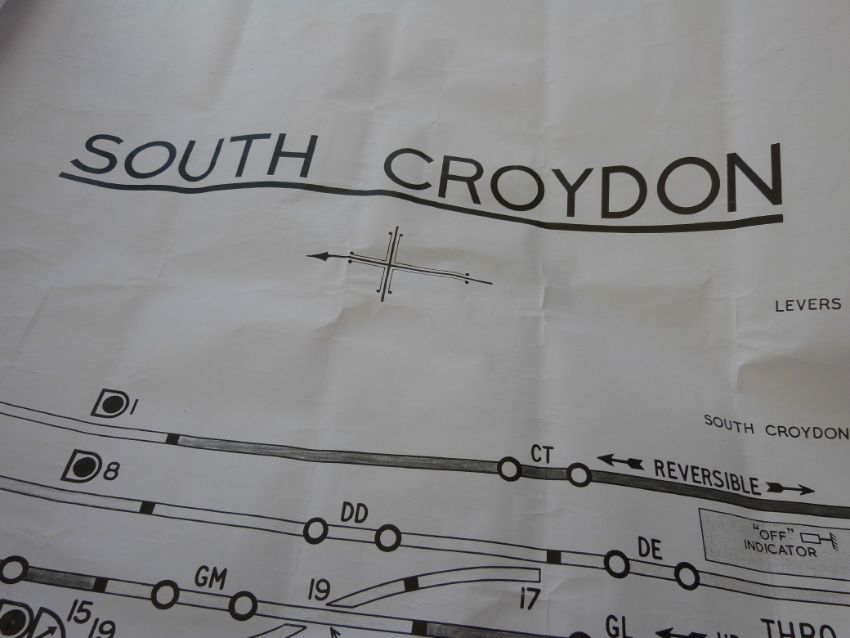 SOUTH CROYDON
LEVERS
SOUTH CROYDON
1
CT
REVERSIBLE
8
DD
"OFF"
INDICATOR
DE
GM
19
17
15
19
GL